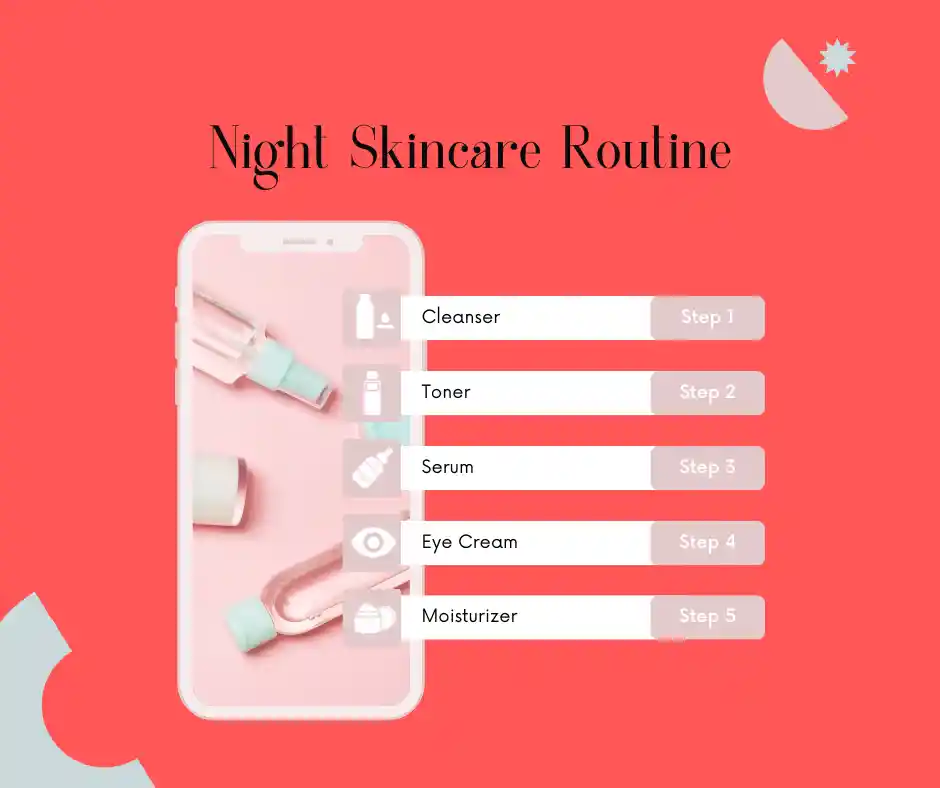 Night Skincare Routine
Cleanser Step 1
Toner Step 2
Serum Step 3
Eye Cream Step 4
Moisturizer Step 5